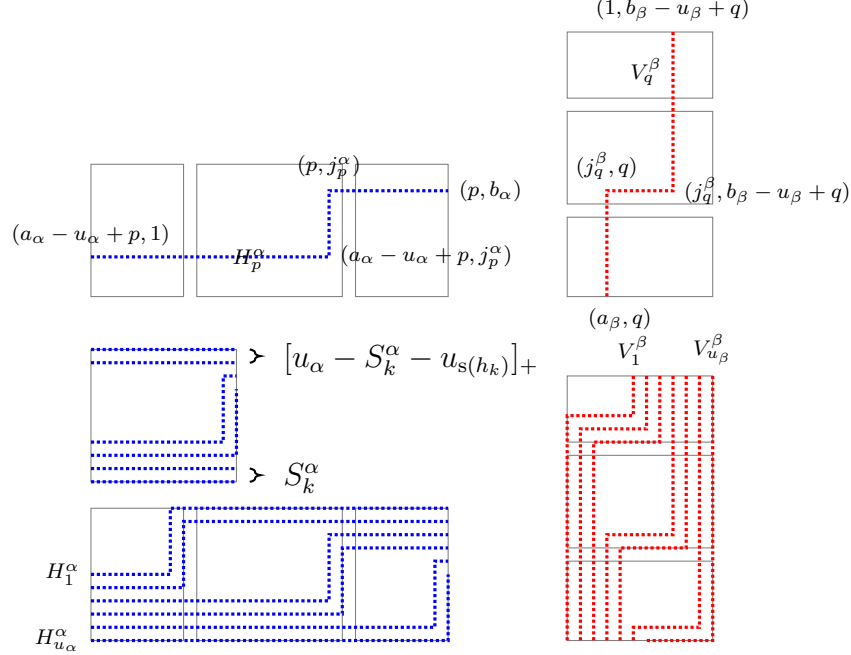 (1, b_β − u_β + q)
V_q^β
(p, j_p^α)
(j_q^β, q)
(p, b_α)
(j_q^β, b_β − u_β + q)
(a_α − u_α + p, 1)
H_p^α
(a_α − u_α + p, j_p^α)
(a_β, q)
[u_α − S_k^α − u_{s(h_k)}]_+
V_1^β
V_{u_β}^β
S_k^α
H_1^α
H_{u_α}^α